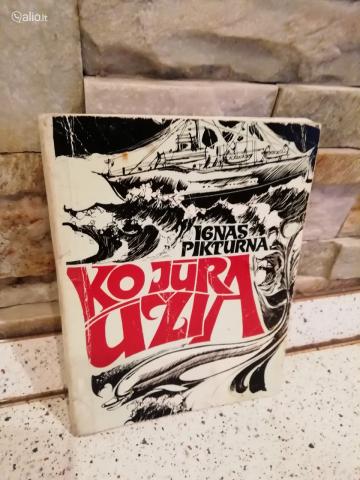 alio.lt
IGNAS
PIKTURNA
KO JŪRA
UŽIA